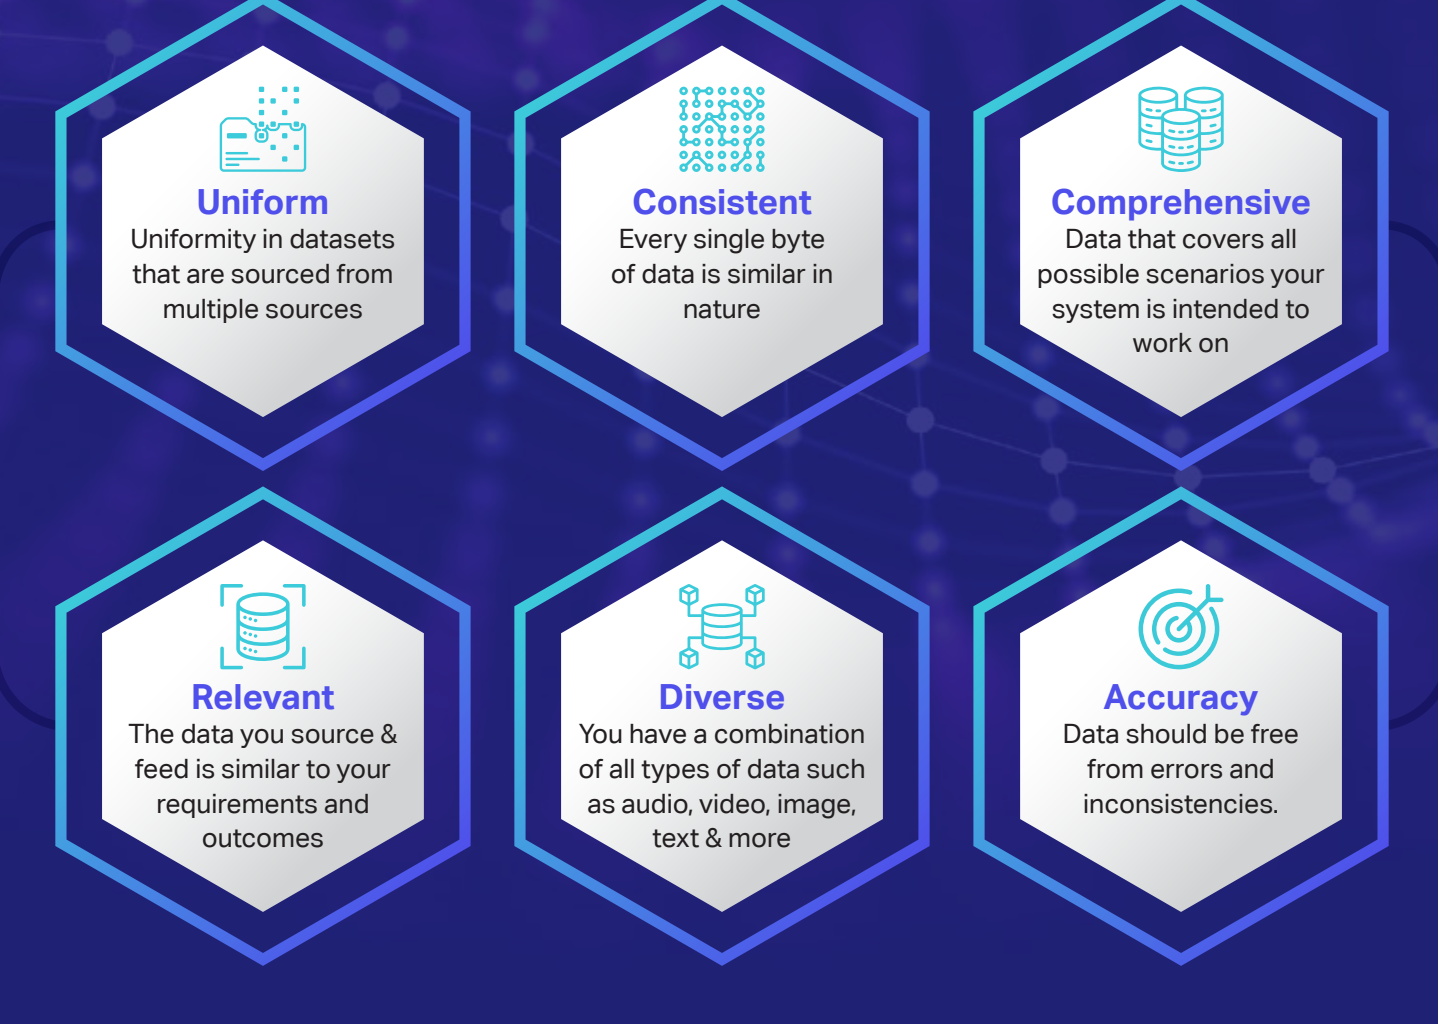 Uniform
Uniformity in datasets
that are sourced from
multiple sources
Consistent
Every single byte
of data is similar in
nature
Comprehensive
Data that covers all
possible scenarios your
system is intended to
work on
Relevant
The data you source &
feed is similar to your
requirements and
outcomes
Diverse
You have a combination
of all types of data such
as audio, video, image,
text & more
Accuracy
Data should be free
from errors and
inconsistencies.